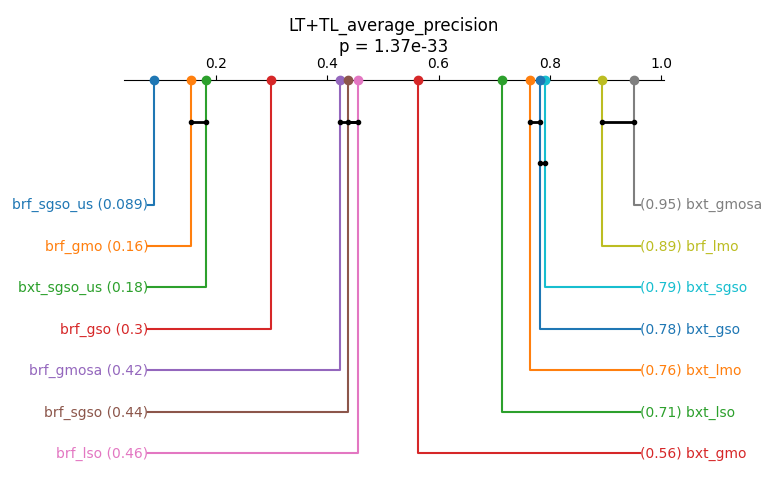 LT+TL_average_precision
p = 1.37e-33
0.2 0.4 0.6 0.8 1.0
brf_sgso_us (0.089) (0.95) bxt_gmosa
brf_gmo (0.16) (0.89) brf_lmo
bxt_sgso_us (0.18) (0.79) bxt_sgso
brf_gso (0.3) (0.78) bxt_gso
brf_gmosa (0.42) (0.76) bxt_lmo
brf_sgso (0.44) (0.71) bxt_lso
brf_lso (0.46) (0.56) bxt_gmo